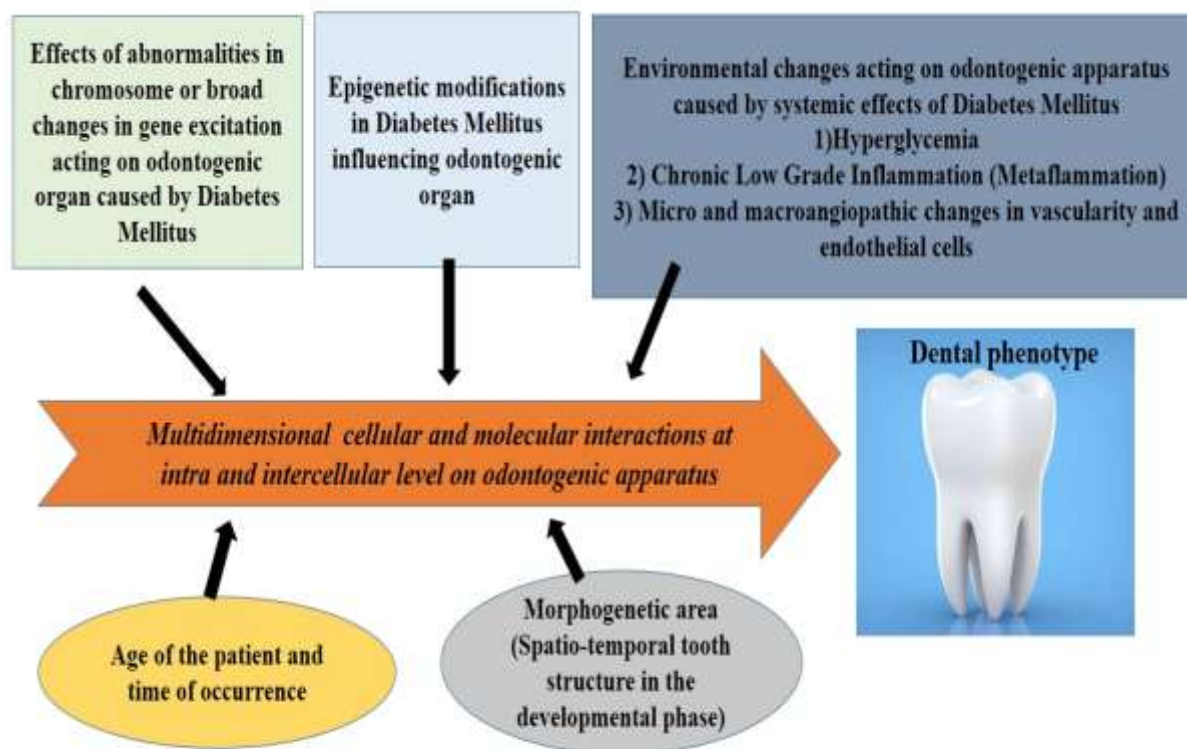 Effects of abnormalities in
chromosome or broad
changes in gene excitation
acting on odontogenic
organ caused by Diabetes
Mellitus
Epigenetic modifications
in Diabetes Mellitus
influencing odontogenic
organ
Environmental changes acting on odontogenic apparatus
caused by systemic effects of Diabetes Mellitus
1)Hyperglycemia
2) Chronic Low Grade Inflammation (Metaflammation)
3) Micro and macroangiopathic changes in vascularity and
endothelial cells
Dental phenotype
Multidimensional cellular and molecular interactions at
intra and intercellular level on odontogenic apparatus
Age of the patient and
time of occurrence
Morphogenetic area
(Spatio-temporal tooth
structure in the
developmental phase)